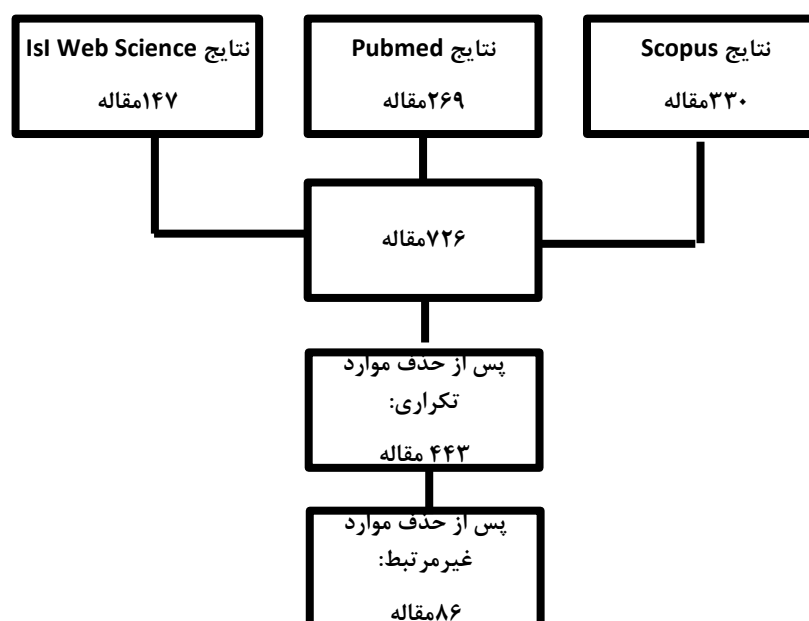 نتایج IsI Web Science
۱۴۷مقاله
نتایج Pubmed
۲۶۹مقاله
نتایج Scopus
۳۳۰مقاله
۷۲۶مقاله
پس از حذف موارد
تکراری:
۴۴۳ مقاله
پس از حذف موارد
غیرمرتبط:
۸۶مقاله